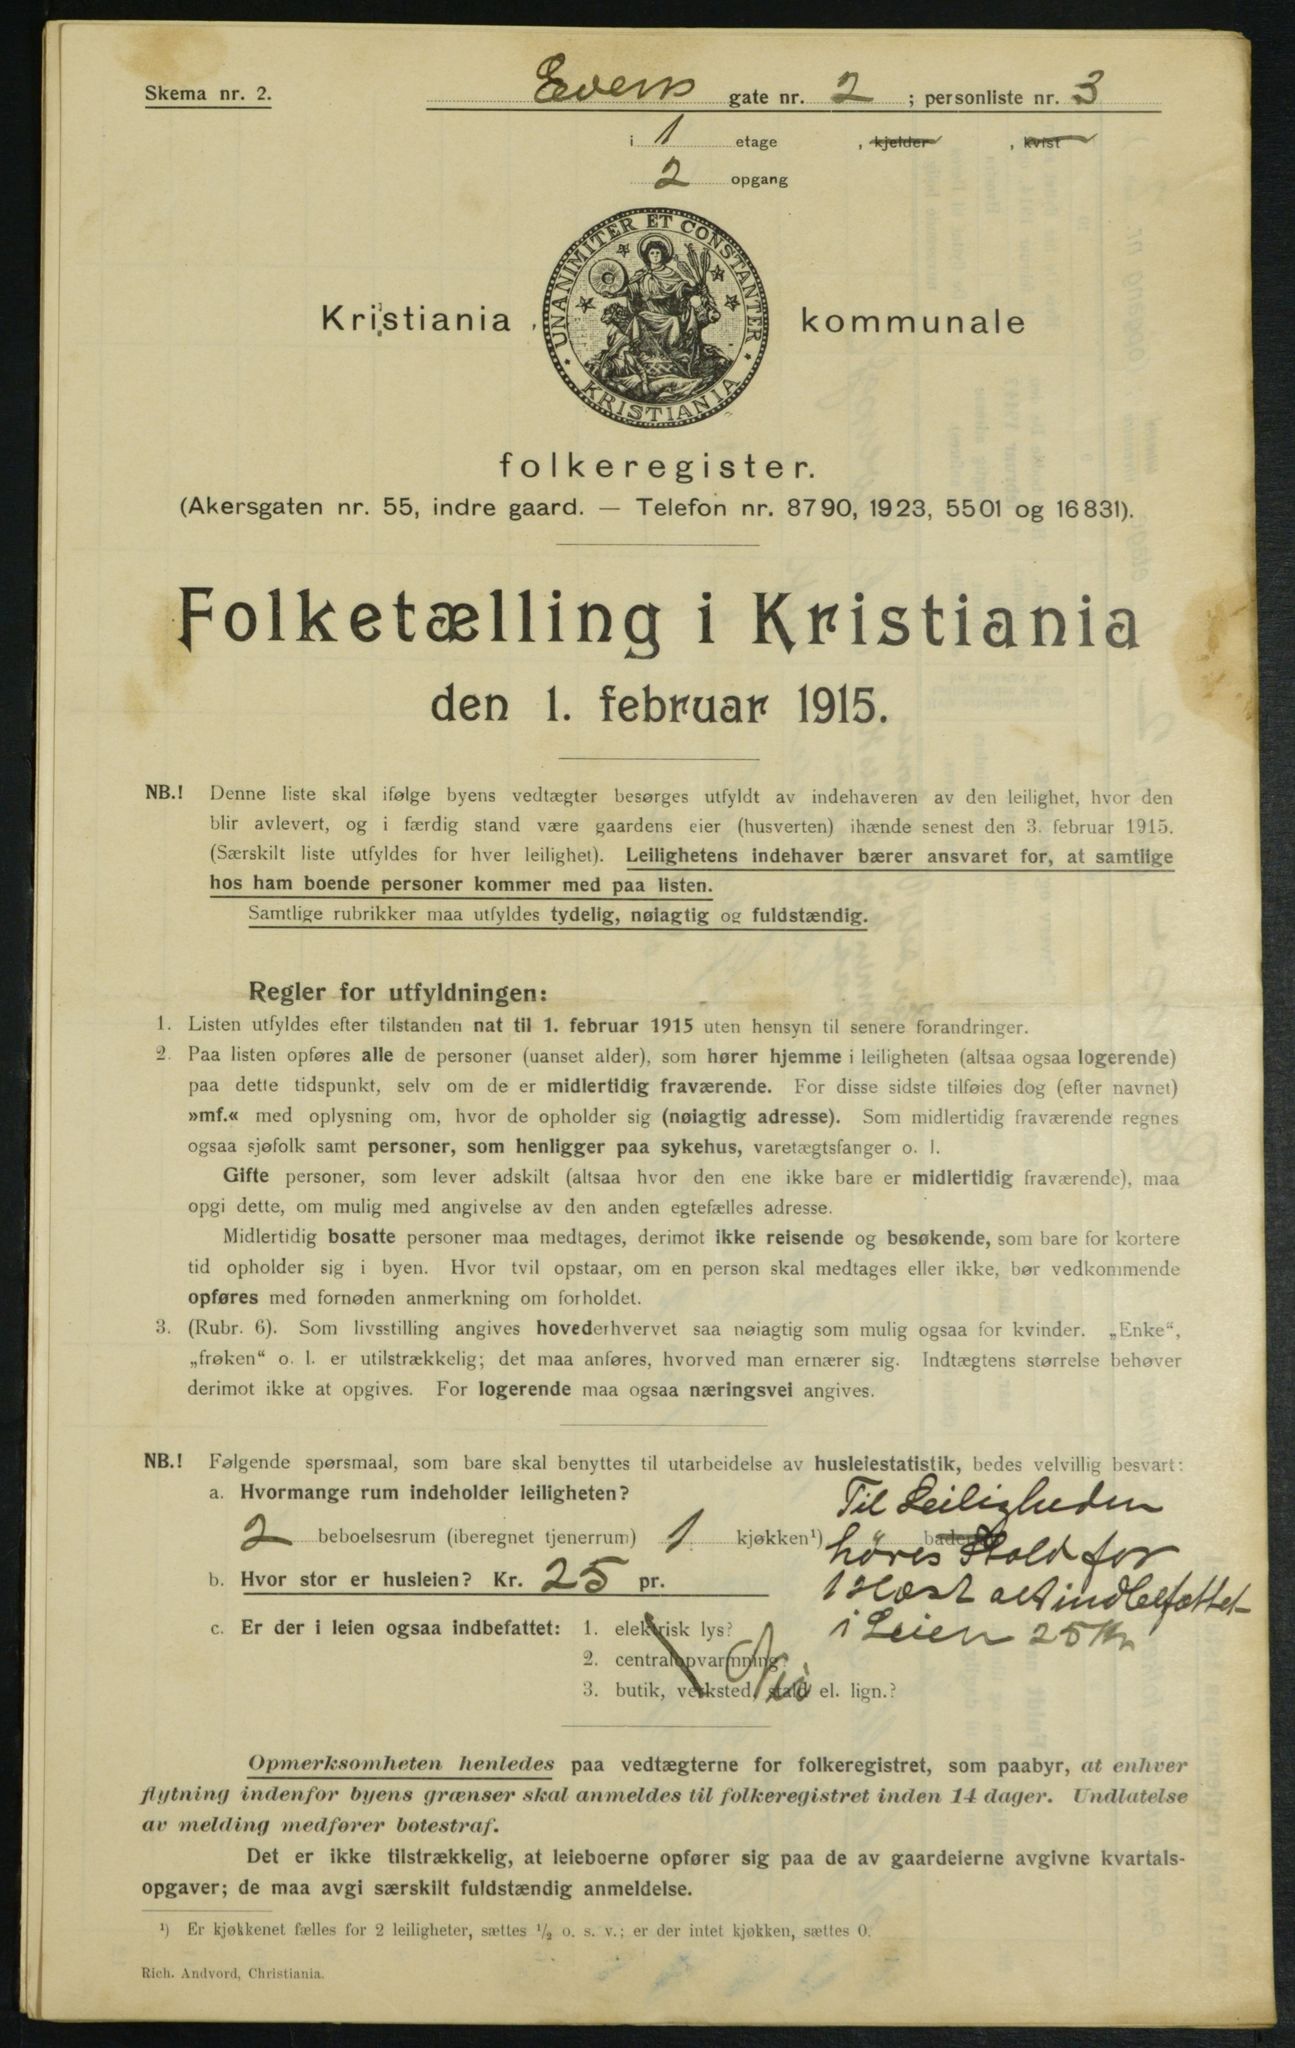 Skema nr. 2.
Evens gate nr. 2 ; personliste nr. 3
i 1 etage , kjelder , kvist
2 opgang
UNANIMITER ET CONSTANTER
KRISTIANIA
Kristiania kommunale
folkeregister.
(Akersgaten nr. 55, indre gaard. — Telefon nr. 8790, 1923, 5501 og 16831).
Folketælling i Kristiania
den 1. februar 1915.
NB.! Denne liste skal ifølge byens vedtægter besørges utfyldt av indehaveren av den leilighet, hvor den
blir avlevert, og i færdig stand være gaardens eier (husverten) ihænde senest den 3. februar 1915.
(Særskilt liste utfyldes for hver leilighet). Leilighetens indehaver bærer ansvaret for, at samtlige
hos ham boende personer kommer med paa listen.
Samtlige rubrikker maa utfyldes tydelig, nøiagtig og fuldstændig.
Regler for utfyldningen:
1. Listen utfyldes efter tilstanden nat til 1. februar 1915 uten hensyn til senere forandringer.
2. Paa listen opføres alle de personer (uanset alder), som hører hjemme i leiligheten (altsaa ogsaa logerende)
paa dette tidspunkt, selv om de er midlertidig fraværende. For disse sidste tilføies dog (efter navnet)
»mf.« med oplysning om, hvor de opholder sig (nøiagtig adresse). Som midlertidig fraværende regnes
ogsaa sjøfolk samt personer, som henligger paa sykehus, varetægtsfanger o. l.
Gifte personer, som lever adskilt (altsaa hvor den ene ikke bare er midlertidig fraværende), maa
opgi dette, om mulig med angivelse av den anden egtefælles adresse.
Midlertidig bosatte personer maa medtages, derimot ikke reisende og besøkende, som bare for kortere
tid opholder sig i byen. Hvor tvil opstaar, om en person skal medtages eller ikke, bør vedkommende
opføres med fornøden anmerkning om forholdet.
3. (Rubr. 6). Som livsstilling angives hovederhvervet saa nøiagtig som mulig ogsaa for kvinder. „Enke“,
„frøken“ o. l. er utilstrækkelig; det maa anføres, hvorved man ernærer sig. Indtægtens størrelse behøver
derimot ikke at opgives. For logerende maa ogsaa næringsvei angives.
NB.! Følgende spørsmaal, som bare skal benyttes til utarbeidelse av husleiestatistik, bedes velvillig besvart:
a. Hvormange rum indeholder leiligheten?
2 beboelsesrum (iberegnet tjenerrum) 1 kjøkken¹)
b. Hvor stor er husleien? Kr. 25 pr.
c. Er der i leien ogsaa indbefattet: 1. elektrisk lys?
2. centralopvarmning?
3. butik, verksted, stald el. lign.?
Nei
Til Leiligheden
høres Stald for
1 Hæst alt indbefattet
i Leien 25 Kr
Opmerksomheten henledes paa vedtægterne for folkeregistret, som paabyr, at enhver
flytning indenfor byens grænser skal anmeldes til folkeregistret inden 14 dager. Undlatelse
av melding medfører bøtestraf.
Det er ikke tilstrækkelig, at leieboerne opfører sig paa de av gaardeierne avgivne kvartals-
opgaver; de maa avgi særskilt fuldstændig anmeldelse.
¹) Er kjøkkenet fælles for 2 leiligheter, sættes ½ o. s. v.; er der intet kjøkken, sættes 0.
Rich. Andvord, Christiania.